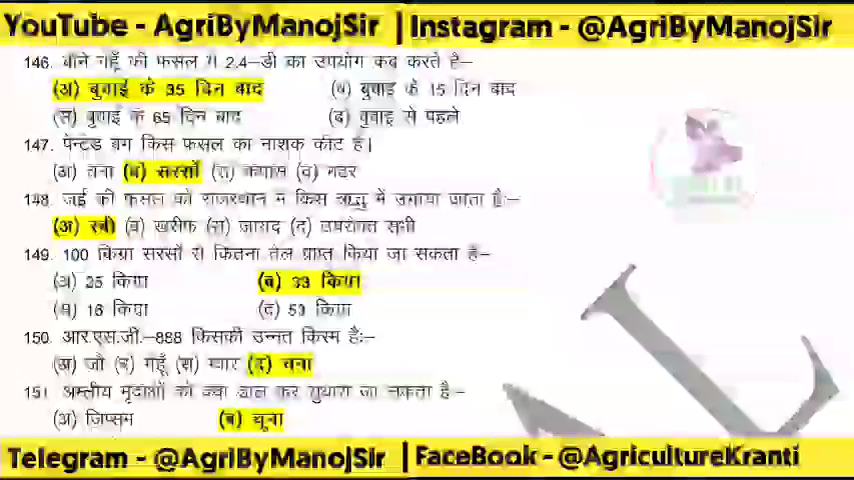 YouTube - AgriByManojSir | Instagram - @AgriByManojSir
146. बौने गेहूँ की फसल में 2,4-डी का उपयोग कब करते है-
(अ) बुवाई के 35 दिन बाद (ब) बुवाई के 15 दिन बाद
(स) बुवाई के 65 दिन बाद (द) बुवाई से पहले
147. पेन्टेड बग किस फसल का नाशक कीट है।
(अ) चना (ब) सरसों (स) कपास (द) मटर
148. जई की फसल को राजस्थान में किस ऋतु में उगाया जाता है:-
(अ) रबी (ब) खरीफ (स) जायद (द) उपरोक्त सभी
149. 100 किग्रा सरसों से कितना तेल प्राप्त किया जा सकता है-
(अ) 25 किग्रा (ब) 33 किग्रा
(स) 16 किग्रा (द) 53 किग्रा
150. आर.एस.जी.-888 किसकी उन्नत किस्म है:-
(अ) जौ (ब) गेहूँ (स) ग्वार (द) चना
151. अम्लीय मृदाओं को क्या डाल कर सुधारा जा सकता है-
(अ) जिप्सम (ब) चूना
Telegram - @AgriByManojSir | FaceBook - @AgricultureKranti